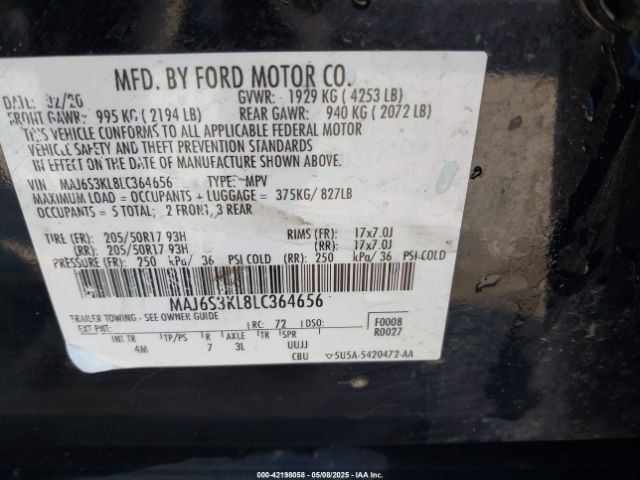 MFD. BY FORD MOTOR CO.
DATE: 02/20 GVWR: 1929 KG ( 4253 LB)
FRONT GAWR: 995 KG ( 2194 LB) REAR GAWR: 940 KG ( 2072 LB)
THIS VEHICLE CONFORMS TO ALL APPLICABLE FEDERAL MOTOR
VEHICLE SAFETY AND THEFT PREVENTION STANDARDS
IN EFFECT ON THE DATE OF MANUFACTURE SHOWN ABOVE.
VIN: MAJ6S3KL8LC364656 TYPE: MPV
MAXIMUM LOAD = OCCUPANTS + LUGGAGE = 375KG/ 827LB
OCCUPANTS = 5 TOTAL; 2 FRONT, 3 REAR
TIRE (FR): 205/50R17 93H RIMS (FR): 17x7.0J
(RR): 205/50R17 93H (RR): 17x7.0J
PRESSURE (FR): 250 kPa/ 36 PSI COLD (RR): 250 kPa/ 36 PSI COLD
MAJ6S3KL8LC364656
TRAILER TOWING - SEE OWNER GUIDE
EXT PNT: RC: 72 DSO: F0008
R0027
INT TR TP/PS R AXLE TR SPR
4M 7 3L UUJJ
CBU ▽5U5A-5420472-AA
000-42198058 - 05/08/2025 - IAAI, Inc.